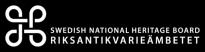 SWEDISH NATIONAL HERITAGE BOARD
RIKSANTIKVARIEÄMBETET